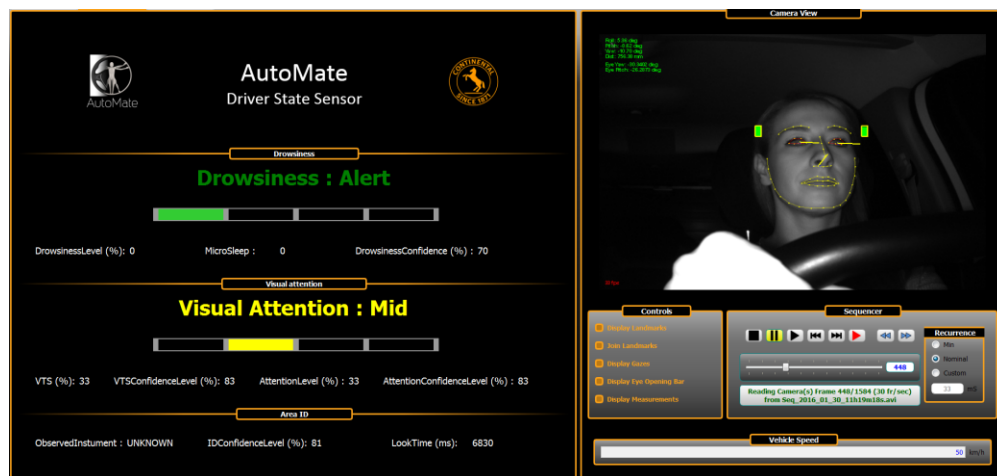 AutoMate
CONTINENTAL
SINCE 1871
AutoMate
Driver State Sensor
Drowsiness
Drowsiness : Alert
DrowsinessLevel (%): 0 MicroSleep : 0 DrowsinessConfidence (%) : 70
Visual attention
Visual Attention : Mid
VTS (%): 33 VTSConfidenceLevel (%): 83 AttentionLevel (%) : 33 AttentionConfidenceLevel (%) : 83
Area ID
ObservedInstument : UNKNOWN IDConfidenceLevel (%): 81 LookTime (ms): 6830
Camera View
Controls
Display Landmarks
Join Landmarks
Display Gazes
Display Eye Opening Bar
Display Measurements
Sequencer
448
Reading Camera(s) Frame 448/1584 (30 fr/sec)
from Seq_2016_01_30_11h19m18s.avi
Recurrence
Min
Nominal
Custom
33 mS
Vehicle Speed
50 km/h